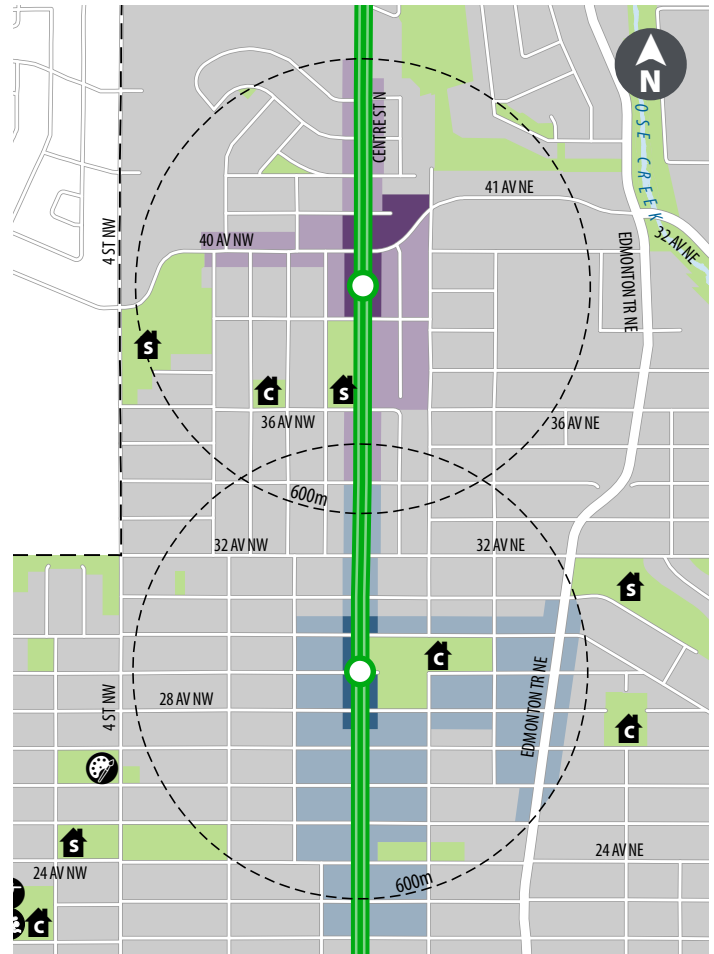 N
CENTRE ST N
OSE CREEK
41 AV NE
40 AV NW
4 ST NW
32 AV NE
EDMONTON TR NE
S
C
S
36 AV NW
36 AV NE
600m
32 AV NW
32 AV NE
S
C
28 AV NW
4 ST NW
EDMONTON TR NE
C
S
24 AV NW
24 AV NE
600m
C